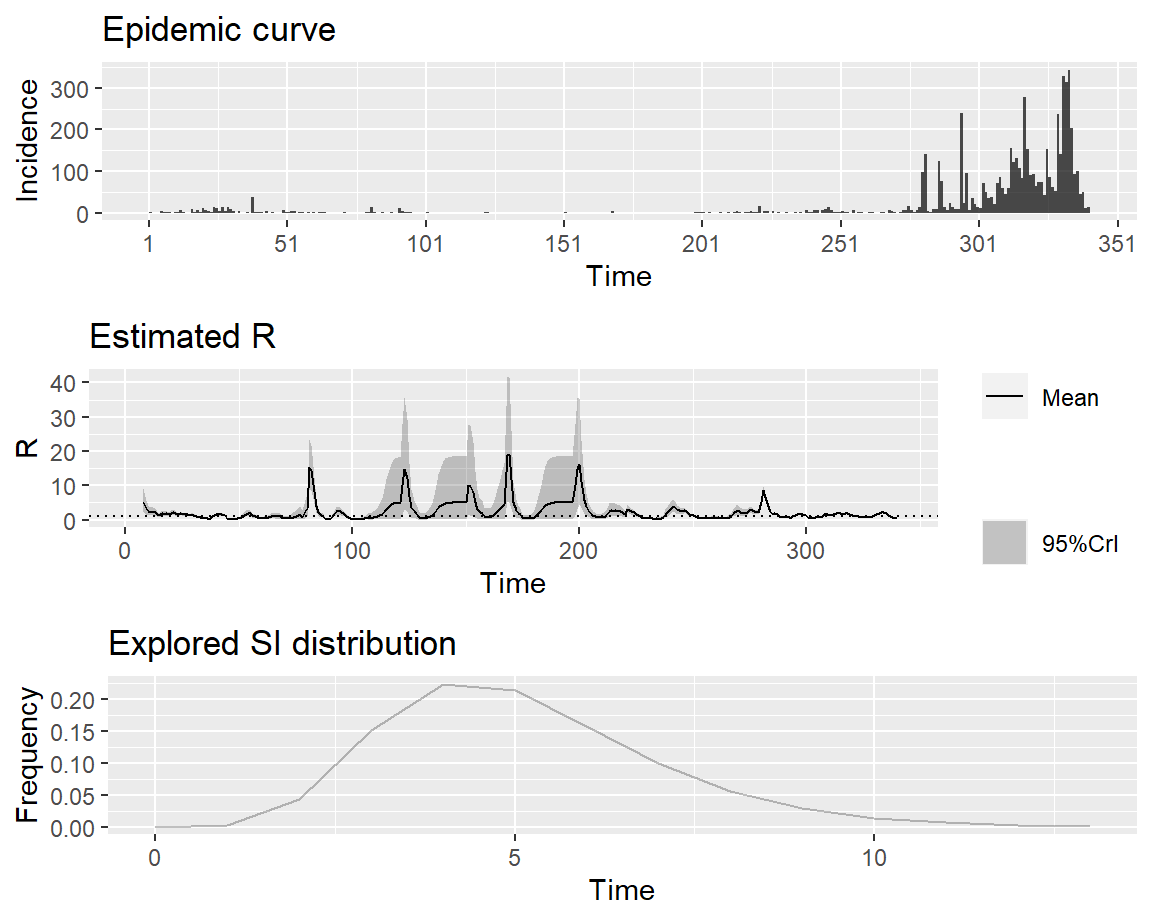 Epidemic curve
Incidence
300
200
100
0
1 51 101 151 201 251 301 351
Time
Estimated R
R
40
30
20
10
0
0 100 200 300
Time
Mean
95%CrI
Explored SI distribution
Frequency
0.20
0.15
0.10
0.05
0.00
0 5 10
Time